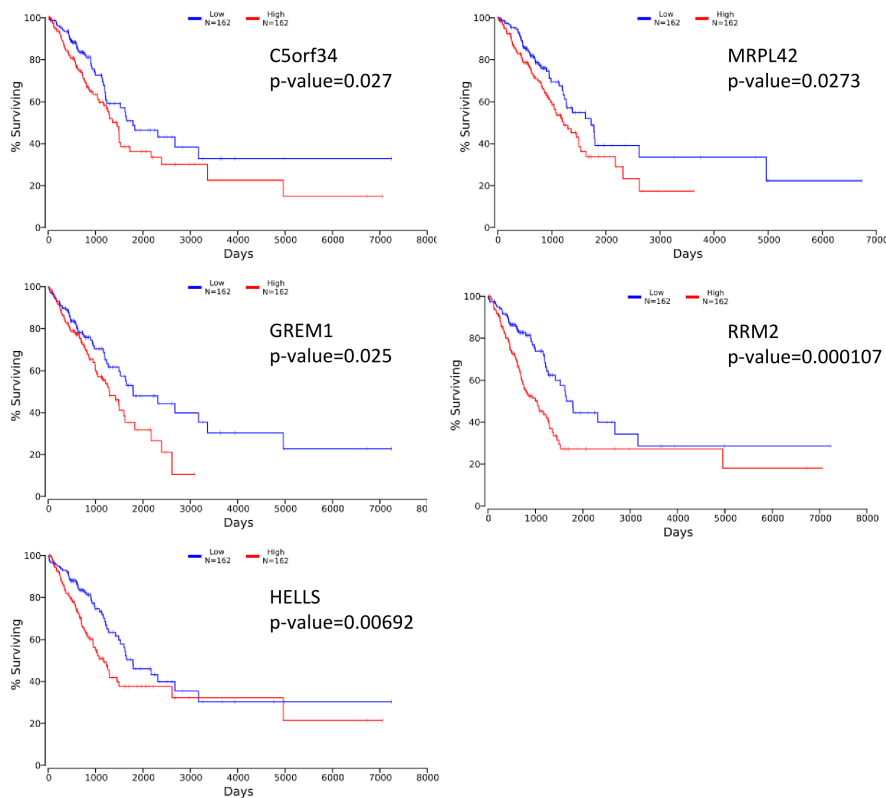 Low
N=162
High
N=162
C5orf34
p-value=0.027
% Surviving
100
80
60
40
20
0
0 1000 2000 3000 4000 5000 6000 7000 800
Days
Low
N=162
High
N=162
MRPL42
p-value=0.0273
% Surviving
100
80
60
40
20
0
0 1000 2000 3000 4000 5000 6000 7000
Days
Low
N=162
High
N=162
GREM1
p-value=0.025
% Surviving
100
80
60
40
20
0
0 1000 2000 3000 4000 5000 6000 7000 800
Days
Low
N=162
High
N=162
RRM2
p-value=0.000107
% Surviving
100
80
60
40
20
0
0 1000 2000 3000 4000 5000 6000 7000 8000
Days
Low
N=162
High
N=162
HELLS
p-value=0.00692
% Surviving
100
80
60
40
20
0
0 1000 2000 3000 4000 5000 6000 7000 800
Days